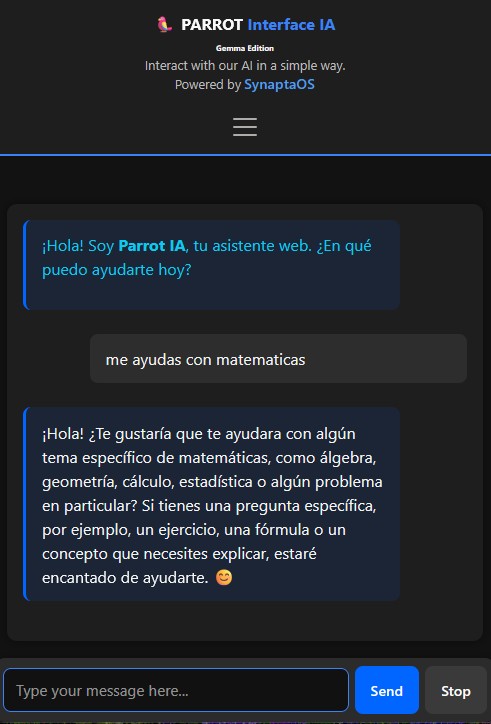 PARROT Interface IA
Gemma Edition
Interact with our AI in a simple way.
Powered by SynaptaOS
¡Hola! Soy Parrot IA, tu asistente web. ¿En qué
puedo ayudarte hoy?
me ayudas con matematicas
¡Hola! ¿Te gustaría que te ayudara con algún
tema específico de matemáticas, como álgebra,
geometría, cálculo, estadística o algún problema
en particular? Si tienes una pregunta específica,
por ejemplo, un ejercicio, una fórmula o un
concepto que necesites explicar, estaré
encantado de ayudarte. 😊
Type your message here...
Send
Stop